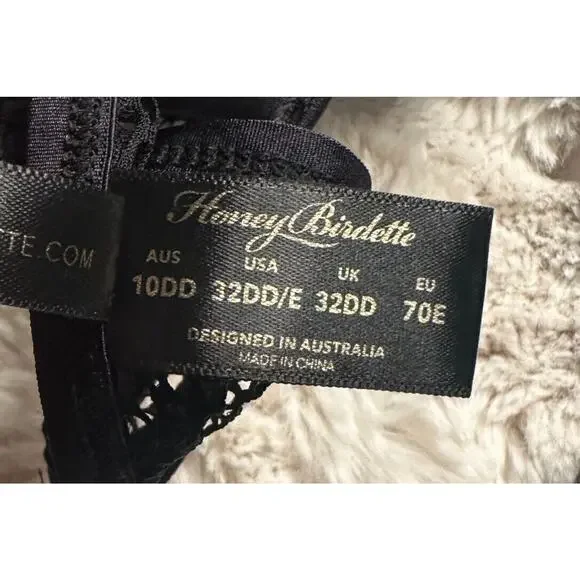 Honey Birdette
AUS USA UK EU
10DD 32DD/E 32DD 70E
DESIGNED IN AUSTRALIA
MADE IN CHINA
TTE.COM